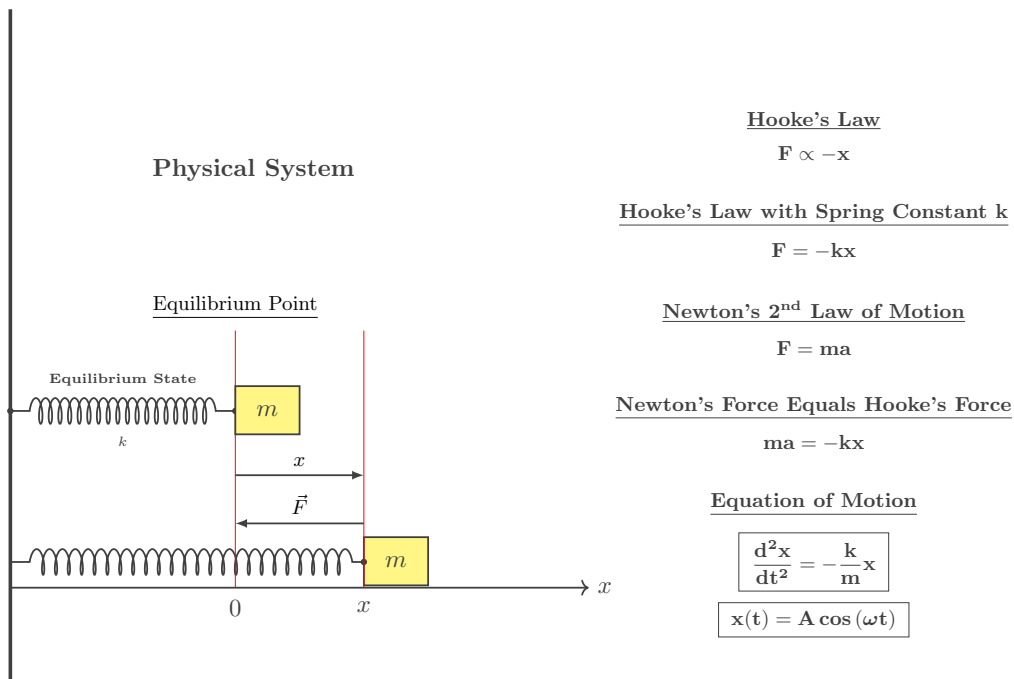 Physical System
Equilibrium Point
Equilibrium State
k
m
x
F⃗
m
x
0
x
Hooke's Law
F ∝ −x
Hooke's Law with Spring Constant k
F = −kx
Newton's 2nd Law of Motion
F = ma
Newton's Force Equals Hooke's Force
ma = −kx
Equation of Motion
d²x/dt² = −k/m x
x(t) = A cos (ωt)